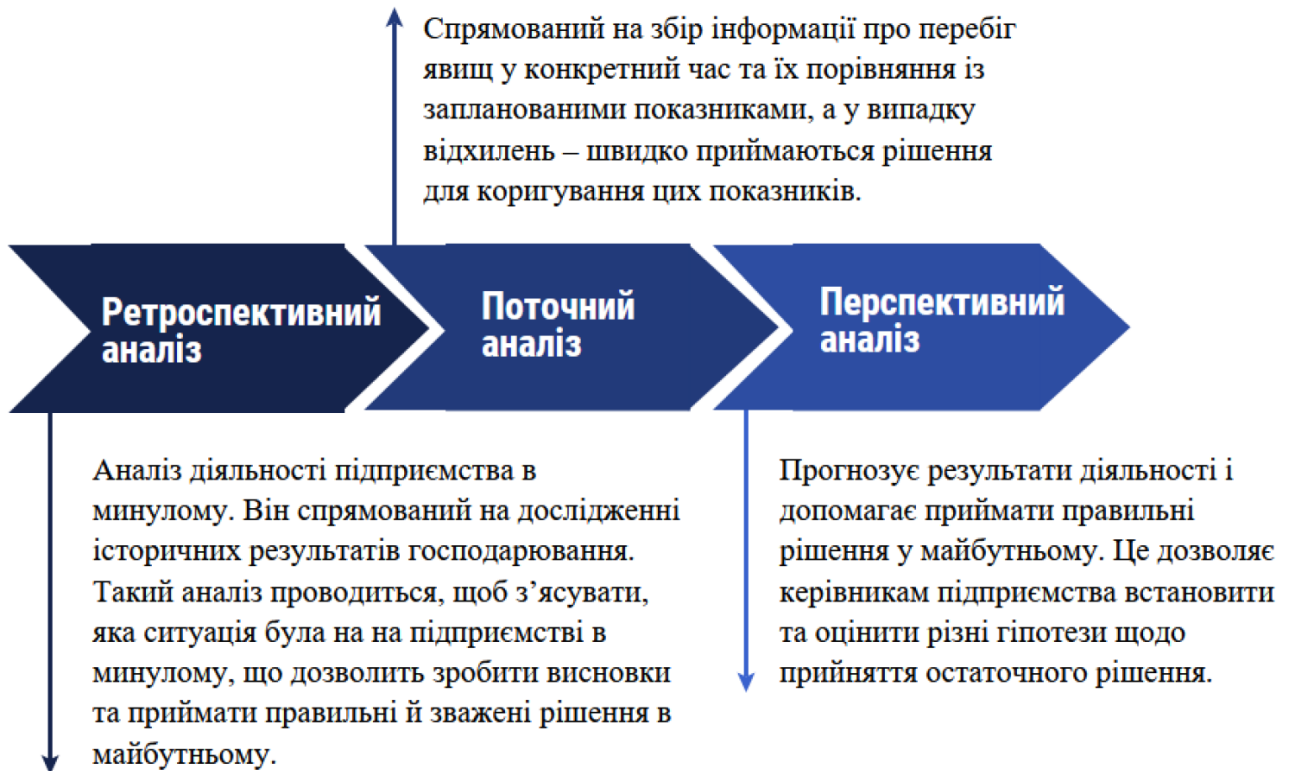 Спрямований на збір інформації про перебіг
явищ у конкретний час та їх порівняння із
запланованими показниками, а у випадку
відхилень – швидко приймаються рішення
для коригування цих показників.
Ретроспективний
аналіз
Поточний
аналіз
Перспективний
аналіз
Аналіз діяльності підприємства в
минулому. Він спрямований на дослідженні
історичних результатів господарювання.
Такий аналіз проводиться, щоб з’ясувати,
яка ситуація була на на підприємстві в
минулому, що дозволить зробити висновки
та приймати правильні й зважені рішення в
майбутньому.
Прогнозує результати діяльності і
допомагає приймати правильні
рішення у майбутньому. Це дозволяє
керівникам підприємства встановити
та оцінити різні гіпотези щодо
прийняття остаточного рішення.